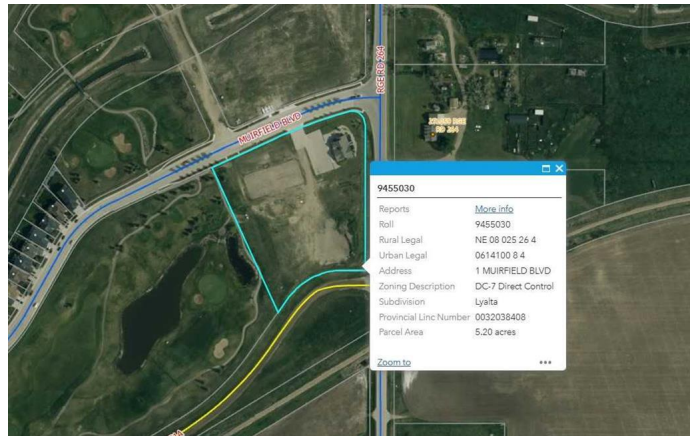 MUIRFIELD BLVD
RGE RD 264
9455030
Reports More info
Roll 9455030
Rural Legal NE 08 025 26 4
Urban Legal 0614100 8 4
Address 1 MUIRFIELD BLVD
Zoning Description DC-7 Direct Control
Subdivision Lyalta
Provincial Linc Number 0032038408
Parcel Area 5.20 acres
Zoom to •••